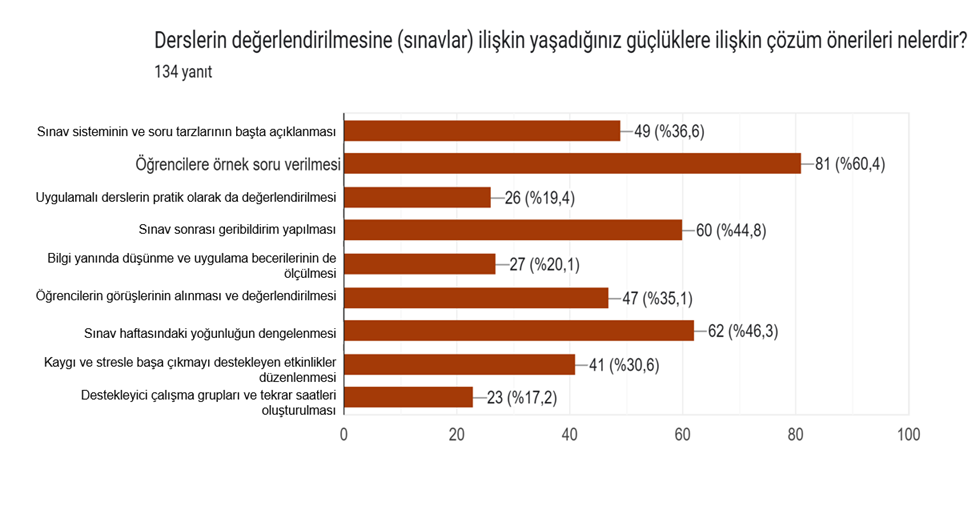 Derslerin değerlendirilmesine (sınavlar) ilişkin yaşadığınız güçlüklere ilişkin çözüm önerileri nelerdir?
134 yanıt
Sınav sisteminin ve soru tarzlarının başta açıklanması
49 (%36,6)
Öğrencilere örnek soru verilmesi
81 (%60,4)
Uygulamalı derslerin pratik olarak da değerlendirilmesi
26 (%19,4)
Sınav sonrası geribildirim yapılması
60 (%44,8)
Bilgi yanında düşünme ve uygulama becerilerinin de
ölçülmesi
27 (%20,1)
Öğrencilerin görüşlerinin alınması ve değerlendirilmesi
47 (%35,1)
Sınav haftasındaki yoğunluğun dengelenmesi
62 (%46,3)
Kaygı ve stresle başa çıkmayı destekleyen etkinlikler
düzenlenmesi
41 (%30,6)
Destekleyici çalışma grupları ve tekrar saatleri
oluşturulması
23 (%17,2)
0 20 40 60 80 100